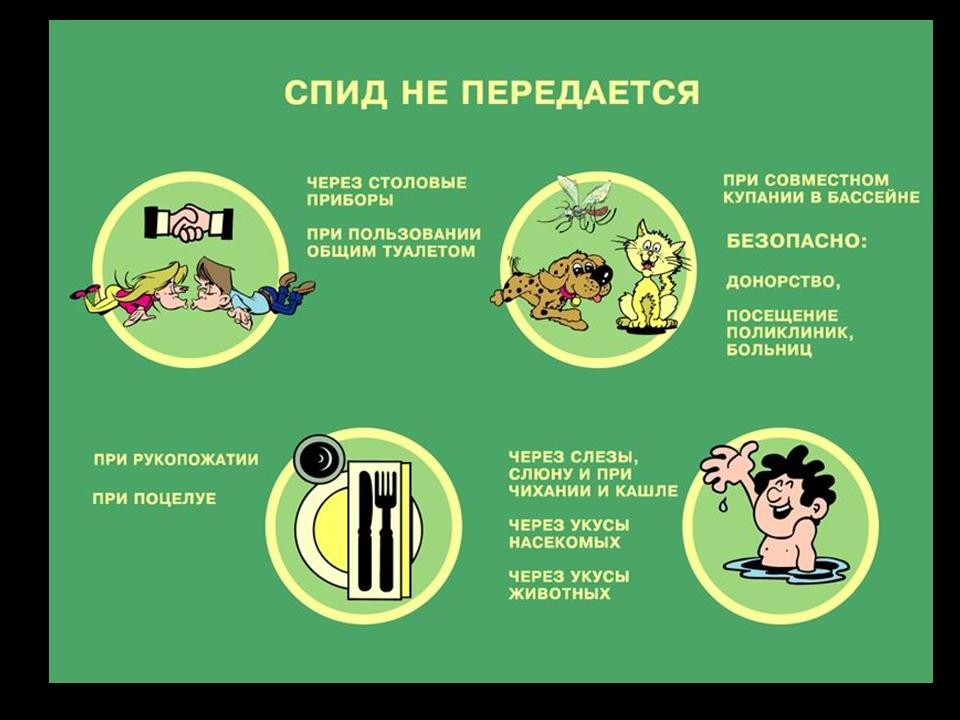 СПИД НЕ ПЕРЕДАЕТСЯ
ЧЕРЕЗ СТОЛОВЫЕ
ПРИБОРЫ
ПРИ ПОЛЬЗОВАНИИ
ОБЩИМ ТУАЛЕТОМ
ПРИ СОВМЕСТНОМ
КУПАНИИ В БАССЕЙНЕ
БЕЗОПАСНО:
ДОНОРСТВО,
ПОСЕЩЕНИЕ
ПОЛИКЛИНИК,
БОЛЬНИЦ
ПРИ РУКОПОЖАТИИ
ПРИ ПОЦЕЛУЕ
ЧЕРЕЗ СЛЕЗЫ,
СЛЮНУ И ПРИ
ЧИХАНИИ И КАШЛЕ
ЧЕРЕЗ УКУСЫ
НАСЕКОМЫХ
ЧЕРЕЗ УКУСЫ
ЖИВОТНЫХ